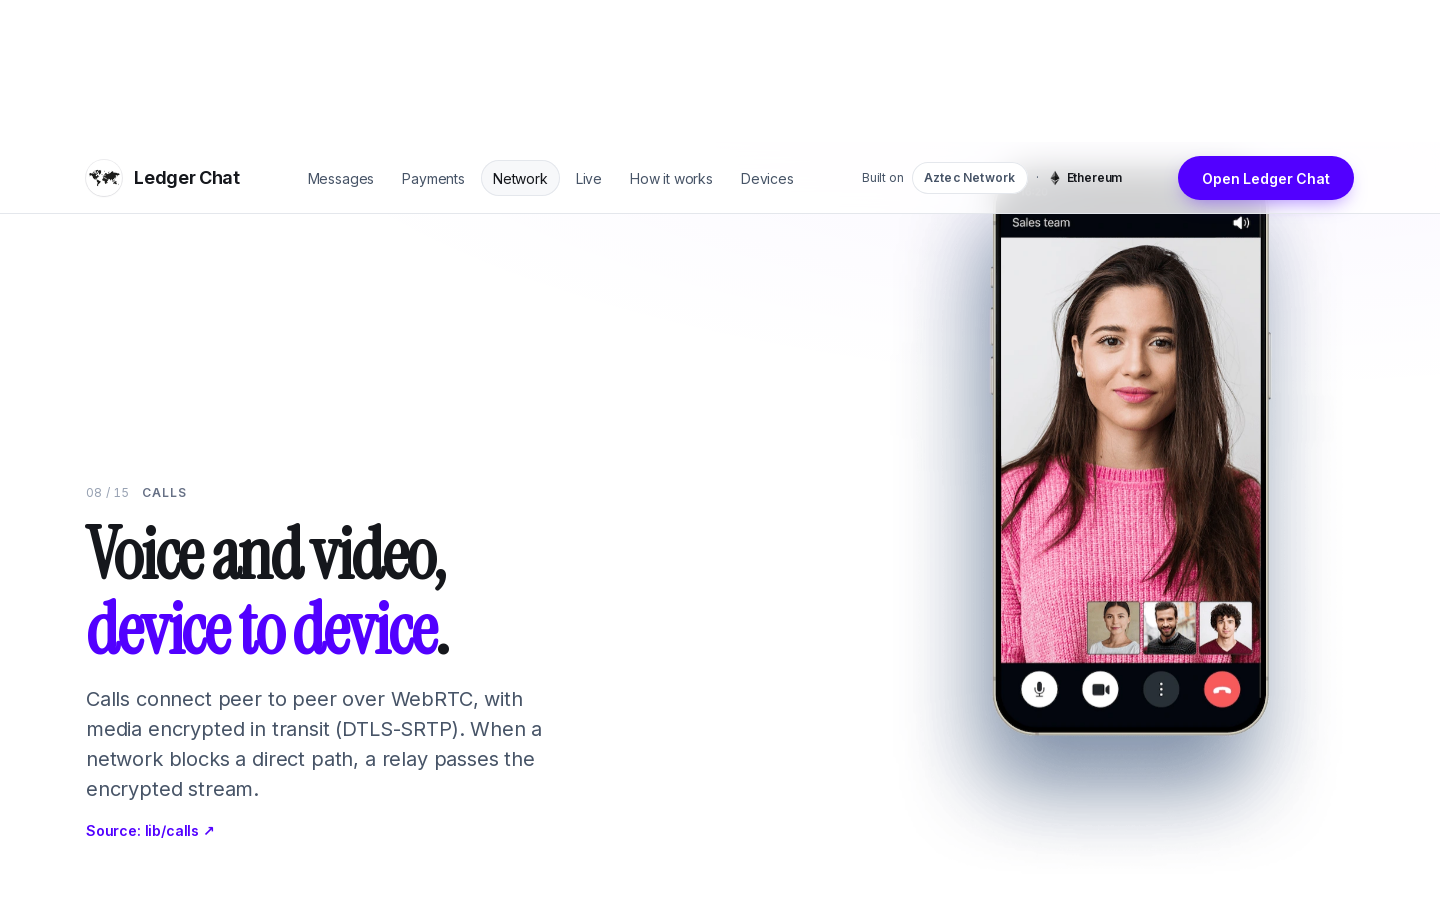 Ledger Chat
Messages
Payments
Network
Live
How it works
Devices
Built on
Aztec Network
·
Ethereum
Open Ledger Chat
Sales team
08 / 15 CALLS
Voice and video,
device to device.
Calls connect peer to peer over WebRTC, with
media encrypted in transit (DTLS-SRTP). When a
network blocks a direct path, a relay passes the
encrypted stream.
Source: lib/calls ↗